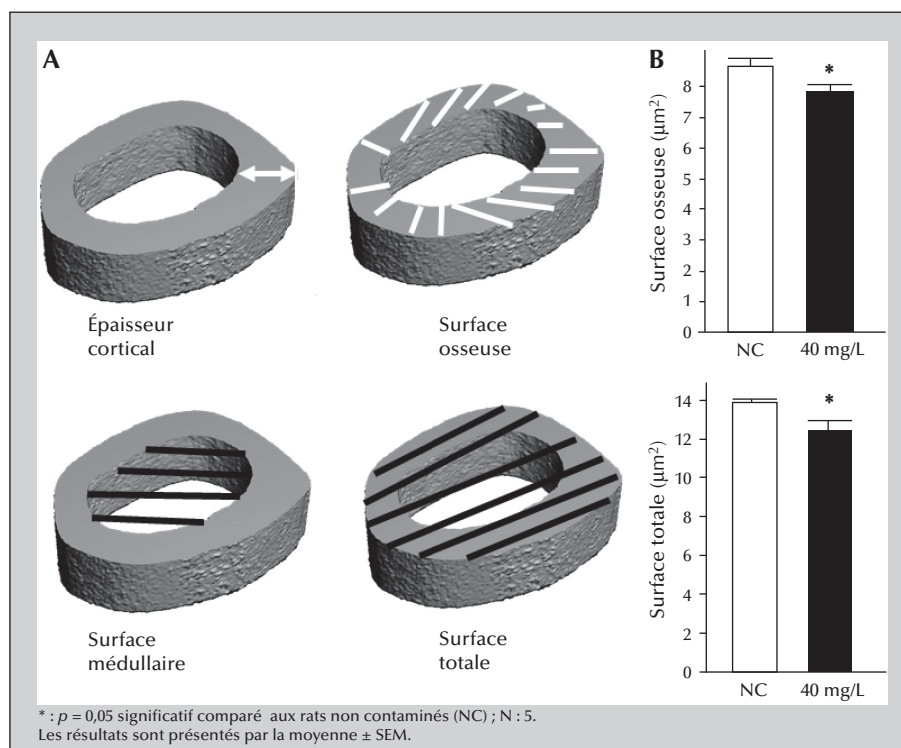 A
Épaisseur
cortical
Surface
osseuse
Surface
médullaire
Surface
totale
B
Surface osseuse (µm²)
8
7
6
5
4
3
2
1
0
*
NC
40 mg/L
Surface totale (µm²)
14
12
10
8
6
4
2
0
*
NC
40 mg/L
* : p = 0,05 significatif comparé aux rats non contaminés (NC) ; N : 5.
Les résultats sont présentés par la moyenne ± SEM.